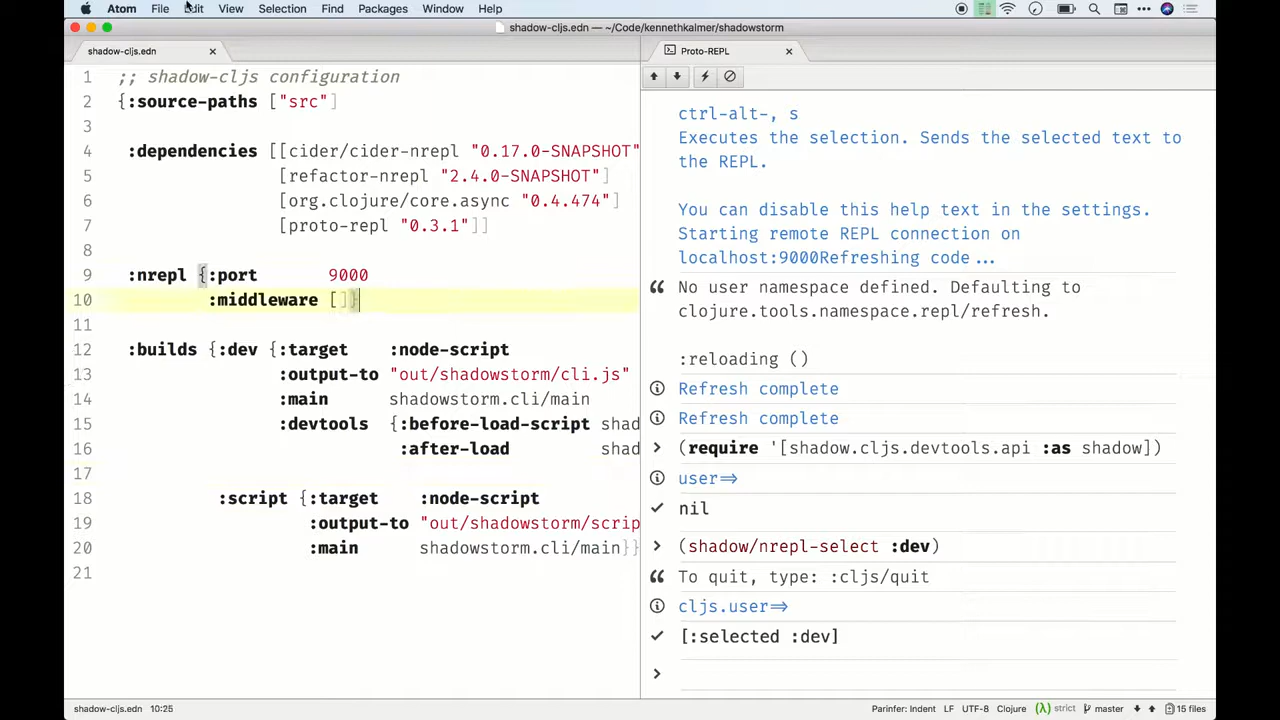 Atom File Edit View Selection Find Packages Window Help
shadow-cljs.edn — ~/Code/kennethkalmer/shadowstorm
shadow-cljs.edn
Proto-REPL
1 ;; shadow-cljs configuration
2 {:source-paths ["src"]
3
4 :dependencies [[cider/cider-nrepl "0.17.0-SNAPSHOT"
5 [refactor-nrepl "2.4.0-SNAPSHOT"]
6 [org.clojure/core.async "0.4.474"]
7 [proto-repl "0.3.1"]]
8
9 :nrepl {:port 9000
10 :middleware []}
11
12 :builds {:dev {:target :node-script
13 :output-to "out/shadowstorm/cli.js"
14 :main shadowstorm.cli/main
15 :devtools {:before-load-script shad
16 :after-load shad
17
18 :script {:target :node-script
19 :output-to "out/shadowstorm/scrip
20 :main shadowstorm.cli/main}}
21
ctrl-alt-, s
Executes the selection. Sends the selected text to
the REPL.
You can disable this help text in the settings.
Starting remote REPL connection on
localhost:9000Refreshing code...
No user namespace defined. Defaulting to
clojure.tools.namespace.repl/refresh.
:reloading ()
Refresh complete
Refresh complete
(require '[shadow.cljs.devtools.api :as shadow])
user=>
nil
(shadow/nrepl-select :dev)
To quit, type: :cljs/quit
cljs.user=>
[:selected :dev]
shadow-cljs.edn 10:25
Parinfer: Indent LF UTF-8 Clojure (λ) strict master 15 files